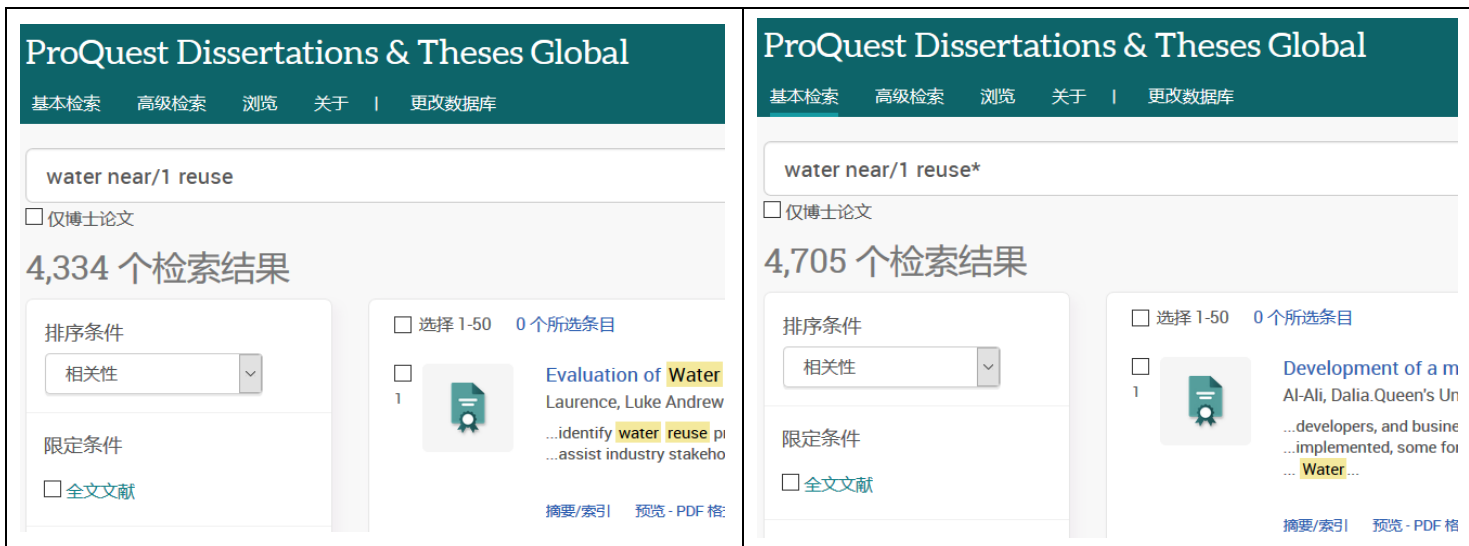 ProQuest Dissertations & Theses Global
基本检索 高级检索 浏览 关于 | 更改数据库
water near/1 reuse
仅博士论文
4,334 个检索结果
排序条件
相关性
限定条件
全文文献
选择 1-50 0 个所选条目
1
Evaluation of Water
Laurence, Luke Andrew
...identify water reuse
...assist industry
摘要/索引 预览 - PDF
ProQuest Dissertations & Theses Global
基本检索 高级检索 浏览 关于 | 更改数据库
water near/1 reuse*
仅博士论文
4,705 个检索结果
排序条件
相关性
限定条件
全文文献
选择 1-50 0 个所选条目
1
Development of a
Al-Ali, Dalia.Queen's
...developers, and
...implemented, some
... Water...
摘要/索引 预览 - PDF